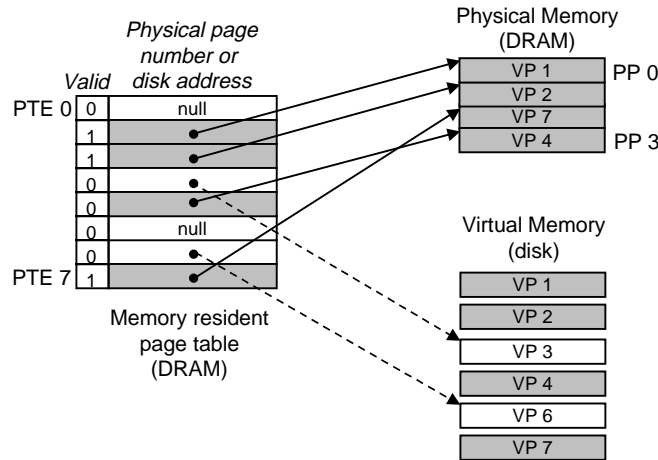 Physical page
number or
disk address
Valid
PTE 0
0
null
1
1
0
0
0
null
0
PTE 7
1
Memory resident
page table
(DRAM)
Physical Memory
(DRAM)
VP 1
PP 0
VP 2
VP 7
VP 4
PP 3
Virtual Memory
(disk)
VP 1
VP 2
VP 3
VP 4
VP 6
VP 7